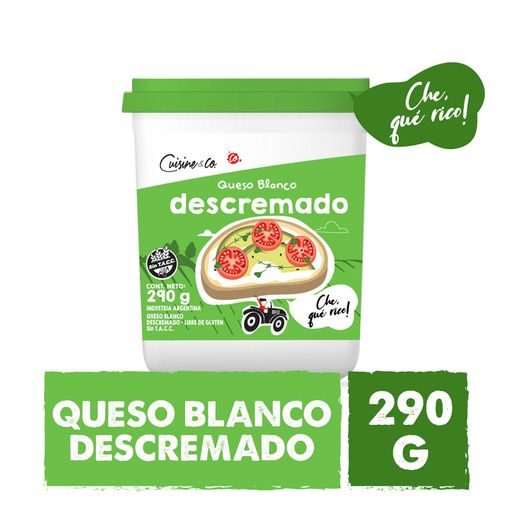 Che,
qué rico!
Cuisine & Co.
Co.
Queso Blanco
descremado
Sin T.A.C.C.
CONT. NETO:
290 g
INDUSTRIA ARGENTINA
QUESO BLANCO
DESCREMADO - LIBRE DE GLUTEN
Sin T.A.C.C.
Che,
qué rico!
QUESO BLANCO
DESCREMADO
290
G